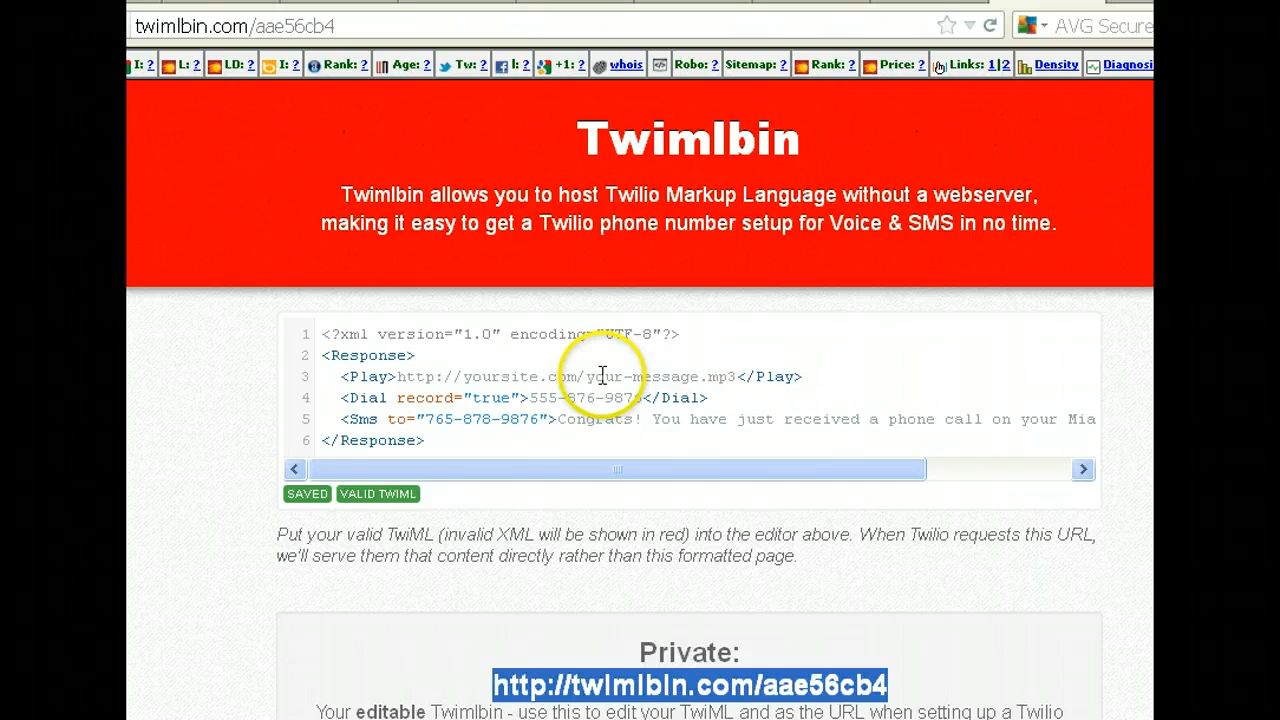 twimlbin.com/aae56cb4
AVG Secure
I: ? L: ? LD: ? I: ? Rank: ? Age: ? Tw: ? l: ? +1: ? whois Robo: ? Sitemap: ? Rank: ? Price: ? Links: 1|2 Density Diagnosi
Twimlbin
Twimlbin allows you to host Twilio Markup Language without a webserver,
making it easy to get a Twilio phone number setup for Voice & SMS in no time.
1 <?xml version="1.0" encoding="UTF-8"?>
2 <Response>
3 <Play>http://yoursite.com/your-message.mp3</Play>
4 <Dial record="true">555-876-9876</Dial>
5 <Sms to="765-878-9876">Congrats! You have just received a phone call on your Mia
6 </Response>
SAVED VALID TWIML
Put your valid TwiML (invalid XML will be shown in red) into the editor above. When Twilio requests this URL,
we'll serve them that content directly rather than this formatted page.
Private:
http://twimlbin.com/aae56cb4
Your editable Twimlbin - use this to edit your TwiML and as the URL when setting up a Twilio